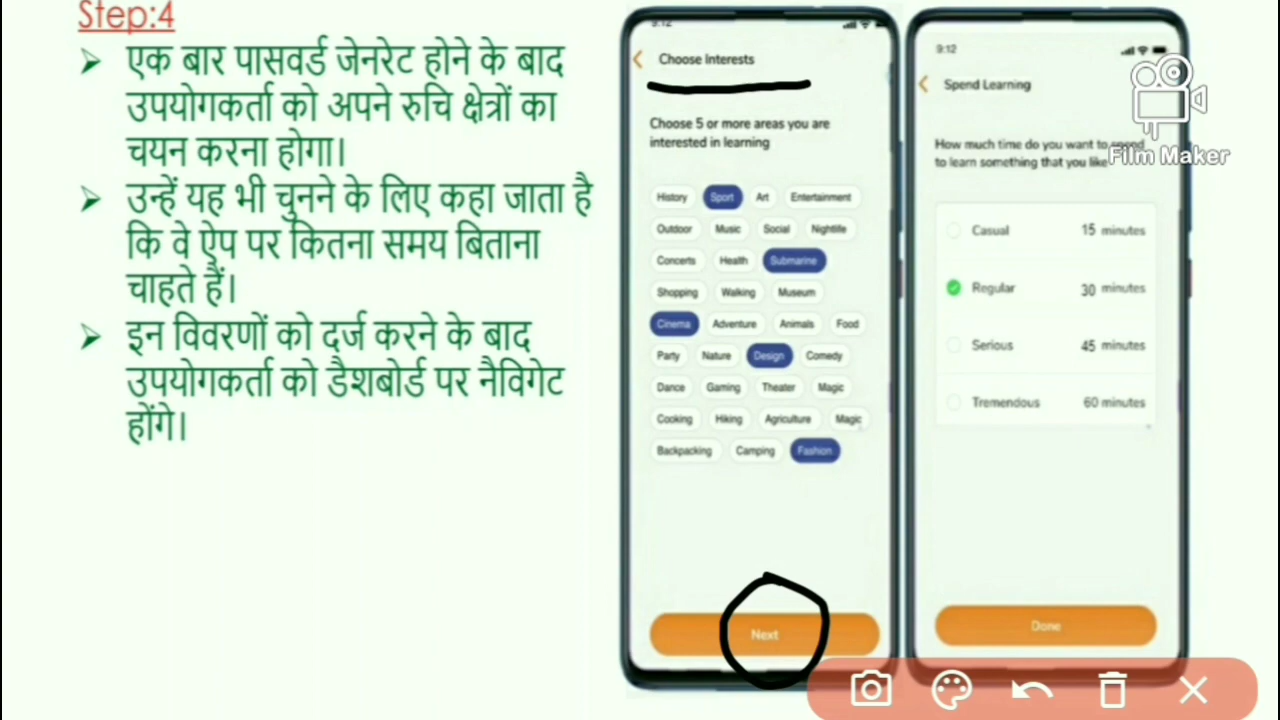 Step:4
➢ एक बार पासवर्ड जेनरेट होने के बाद
उपयोगकर्ता को अपने रुचि क्षेत्रों का
चयन करना होगा।
➢ उन्हें यह भी चुनने के लिए कहा जाता है
कि वे ऐप पर कितना समय बिताना
चाहते हैं।
➢ इन विवरणों को दर्ज करने के बाद
उपयोगकर्ता को डैशबोर्ड पर नैविगेट
होंगे।
9:12
Choose Interests
Choose 5 or more areas you are
interested in learning
History Sport Art Entertainment
Outdoor Music Social Nightlife
Concerts Health Submarine
Shopping Walking Museum
Cinema Adventure Animals Food
Party Nature Design Comedy
Dance Gaming Theater Magic
Cooking Hiking Agriculture Magic
Backpacking Camping Fashion
Next
9:12
Spend Learning
How much time do you want to spend
to learn something that you like
Casual 15 minutes
Regular 30 minutes
Serious 45 minutes
Tremendous 60 minutes
Done
Film Maker